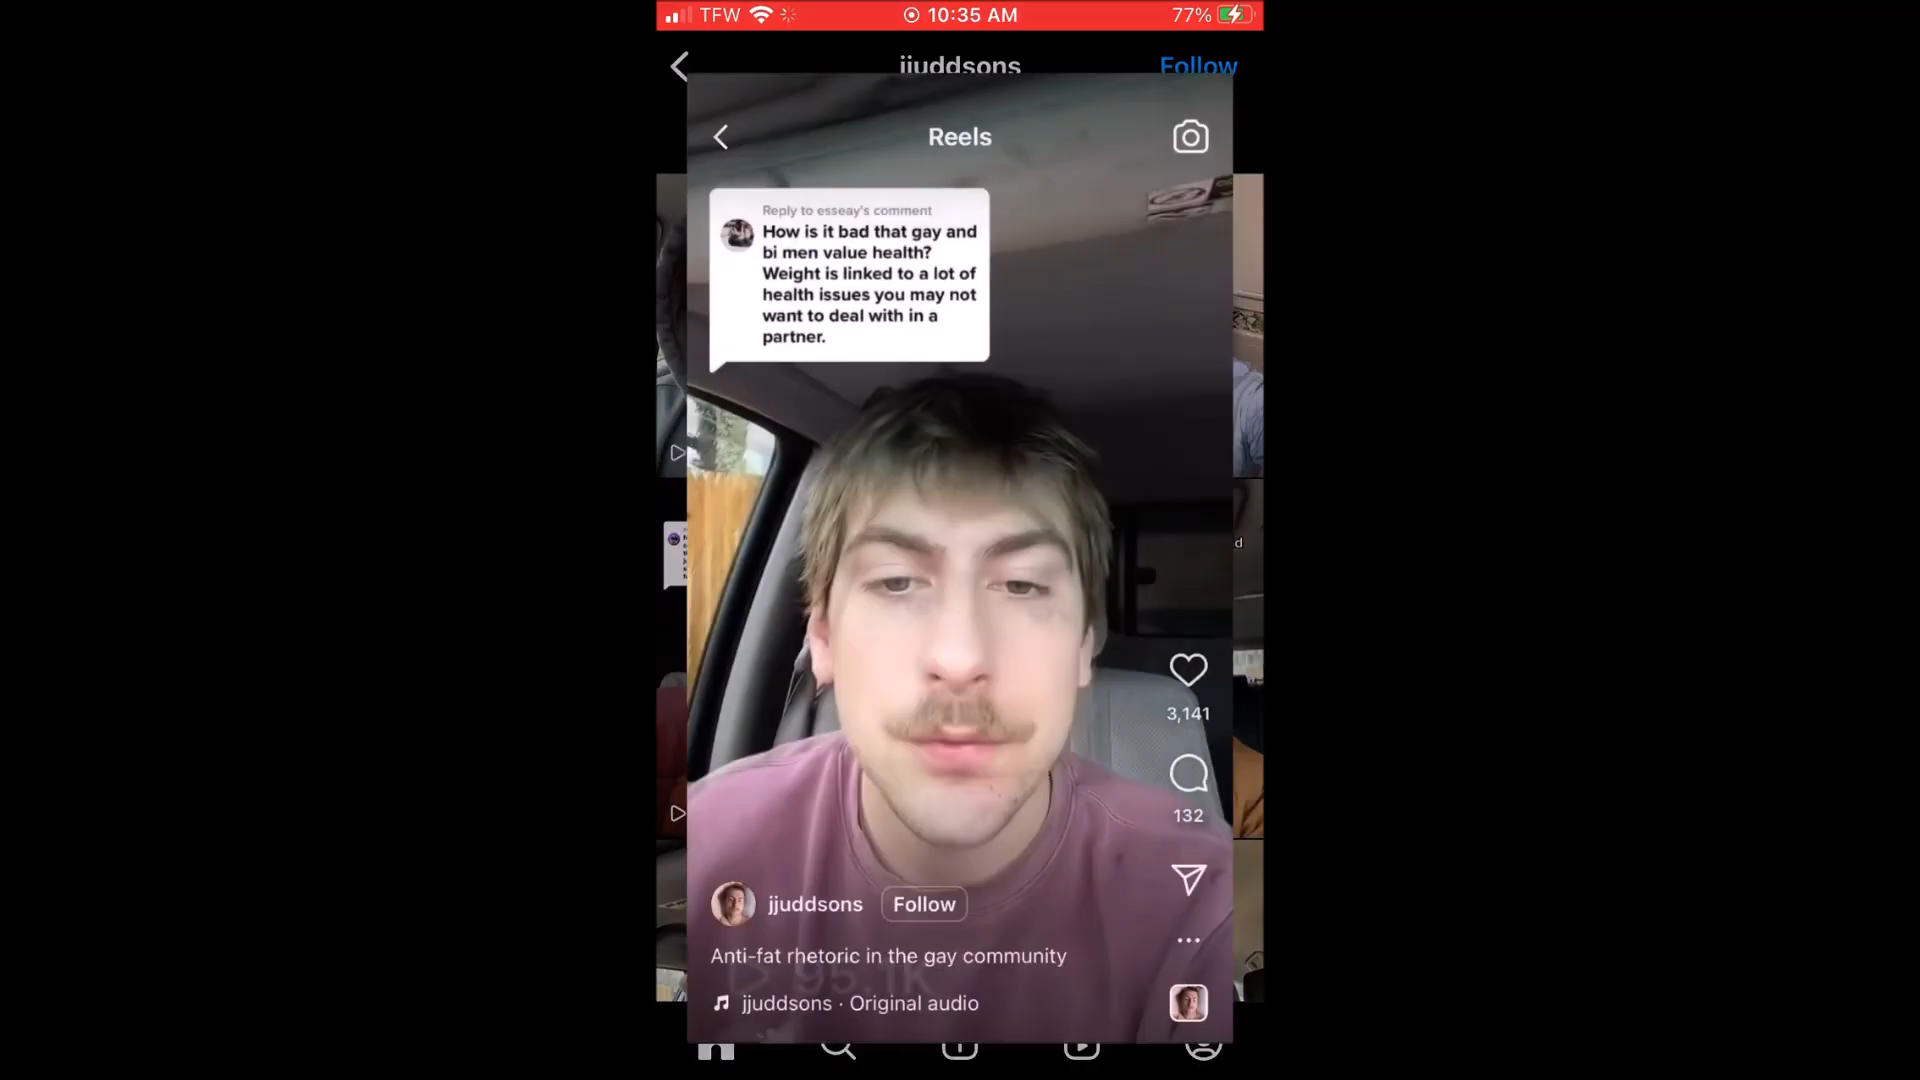 TFW 10:35 AM 77%
jjuddsons Follow
Reels
Reply to esseay's comment
How is it bad that gay and
bi men value health?
Weight is linked to a lot of
health issues you may not
want to deal with in a
partner.
d
3,141
132
jjuddsons Follow
Anti-fat rhetoric in the gay community
95.1K
jjuddsons · Original audio